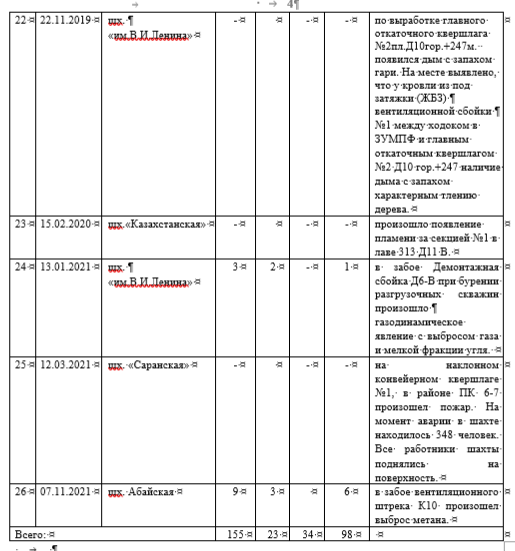 4
22 22.11.2019 шх. - - - - по выработке главного
«им.В.И.Ленина» откаточного квершлага
№2пл.Д10гор.+247м.
появился дым с запахом
гари. На месте выявлено,
что у кровли из под
затяжки (ЖБЗ)
вентиляционной сбойки
№1 между ходоком в
ЗУМПФ и главным
откаточным квершлагом
№2 Д10 гор.+247 наличие
дыма с запахом
характерным тлению
дерева.
23 15.02.2020 шх. «Казахстанская» - - - произошло появление
пламени за секцией №1 в
лаве 313 Д11 В.
24 13.01.2021 шх. 3 2 - 1 в забое Демонтажная
«им.В.И.Ленина» сбойка Д6-В при бурении
разгрузочных скважин
произошло
газодинамическое
явление с выбросом газа
и мелкой фракции угля.
25 12.03.2021 шх. «Саранская» - - - - на наклонном
конвейерном квершлаге
№1, в районе ПК 6-7
произошел пожар. На
момент аварии в шахте
находилось 348 человек.
Все работники шахты
поднялись на
поверхность.
26 07.11.2021 шх. Абайская 9 3 6 в забое вентиляционного
штрека К10 произошел
выброс метана.
Всего: 155 23 34 98